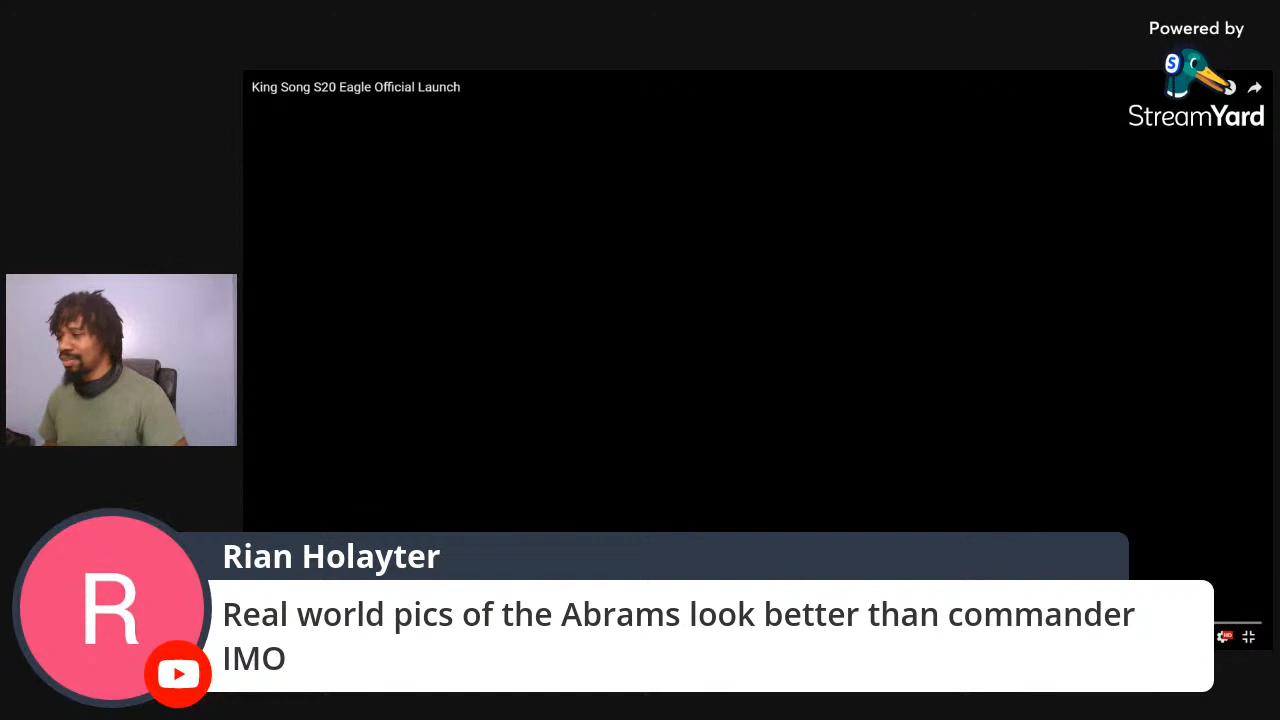 Powered by
King Song S20 Eagle Official Launch
S
StreamYard
R
Rian Holayter
Real world pics of the Abrams look better than commander
IMO
HD